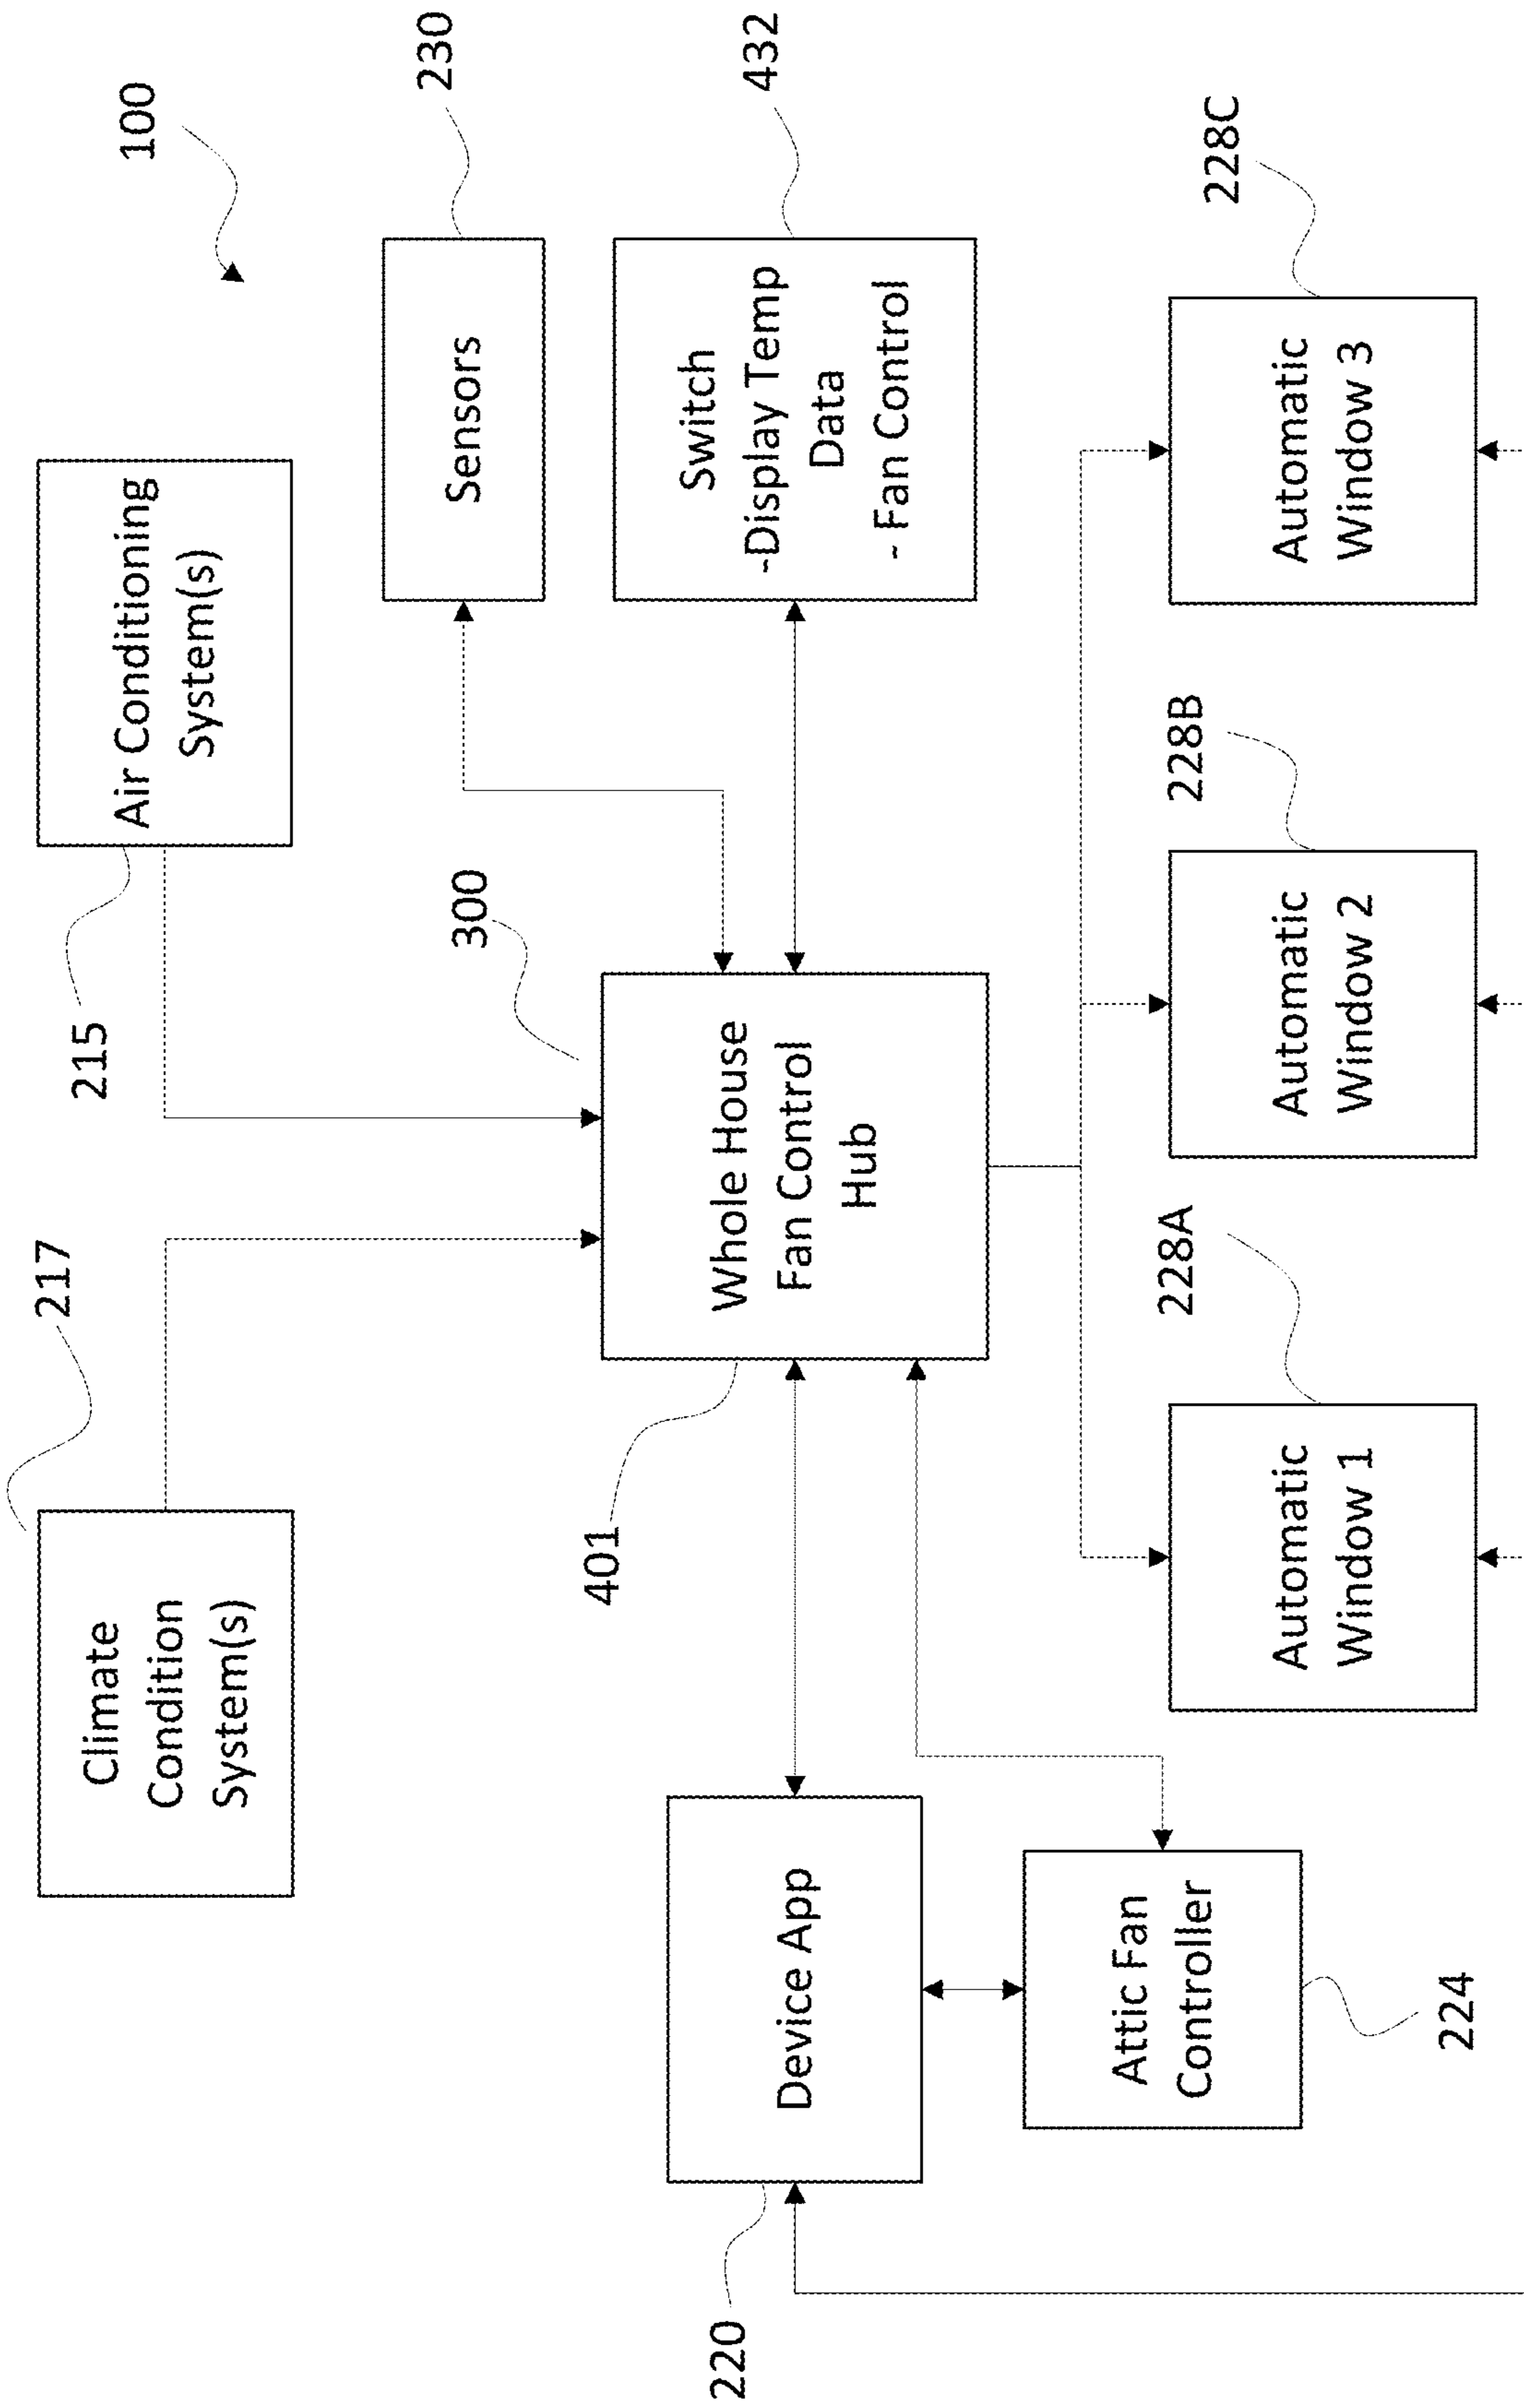 100
217
Climate
Condition
System(s)
215
Air Conditioning
System(s)
230
Sensors
300
401
Whole House
Fan Control
Hub
432
Switch
-Display Temp
Data
- Fan Control
220
Device App
Attic Fan
Controller
224
228A
Automatic
Window 1
228B
Automatic
Window 2
228C
Automatic
Window 3